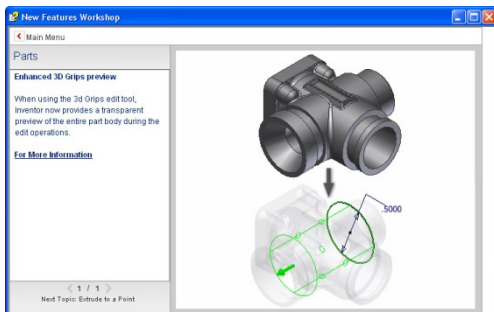 New Features Workshop
Main Menu
Parts
Enhanced 3D Grips preview
When using the 3d Grips edit tool,
Inventor now provides a transparent
preview of the entire part body during the
edit operations.
For More Information
1 / 1
Next Topic: Extrude to a Point
.5000